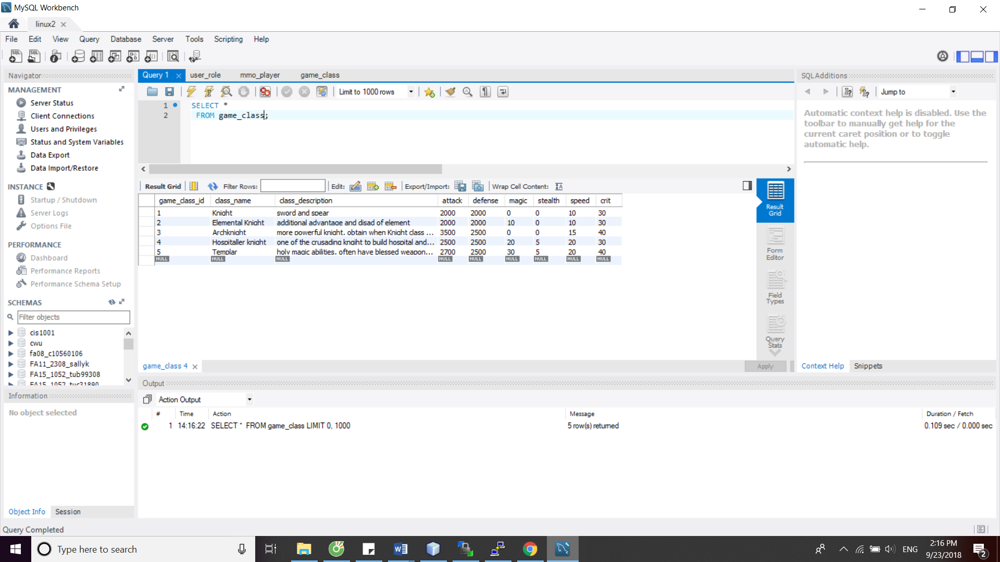 MySQL Workbench
linux2
File Edit View Query Database Server Tools Scripting Help
Navigator
MANAGEMENT
Server Status
Client Connections
Users and Privileges
Status and System Variables
Data Export
Data Import/Restore
INSTANCE
Startup / Shutdown
Server Logs
Options File
PERFORMANCE
Dashboard
Performance Reports
Performance Schema Setup
SCHEMAS
Filter objects
cis1001
cwu
fa08_c10560106
FA11_2308_sallyk
FA15_1052_tub99308
FA15_1052_tuc31890
Information
No object selected
Object Info Session
Query 1 user_role mmo_player game_class
Limit to 1000 rows
1 SELECT *
2 FROM game_class;
Result Grid Filter Rows: Edit: Export/Import: Wrap Cell Content:
game_class_id class_name class_description attack defense magic stealth speed crit
1 Knight sword and spear 2000 2000 0 0 10 30
2 Elemental Knight additional advantage and disad of element 2000 2000 10 0 10 30
3 Archknight more powerful knight, obtain when Knight class ... 3500 2500 0 0 15 40
4 Hospitaller knight one of the crusading kngiht to build hospital and... 2500 2500 20 5 20 30
5 Templar holy magic abilities, often have blessed weapon... 2700 2500 30 5 20 40
NULL NULL NULL NULL NULL NULL NULL NULL NULL
Result Grid
Form Editor
Field Types
Query Stats
game_class 4
Apply
SQLAdditions
Jump to
Automatic context help is disabled. Use the
toolbar to manually get help for the
current caret position or to toggle
automatic help.
Context Help Snippets
Output
Action Output
# Time Action Message Duration / Fetch
1 14:16:22 SELECT * FROM game_class LIMIT 0, 1000 5 row(s) returned 0.109 sec / 0.000 sec
Query Completed
Type here to search
ENG
2:16 PM
9/23/2018
2